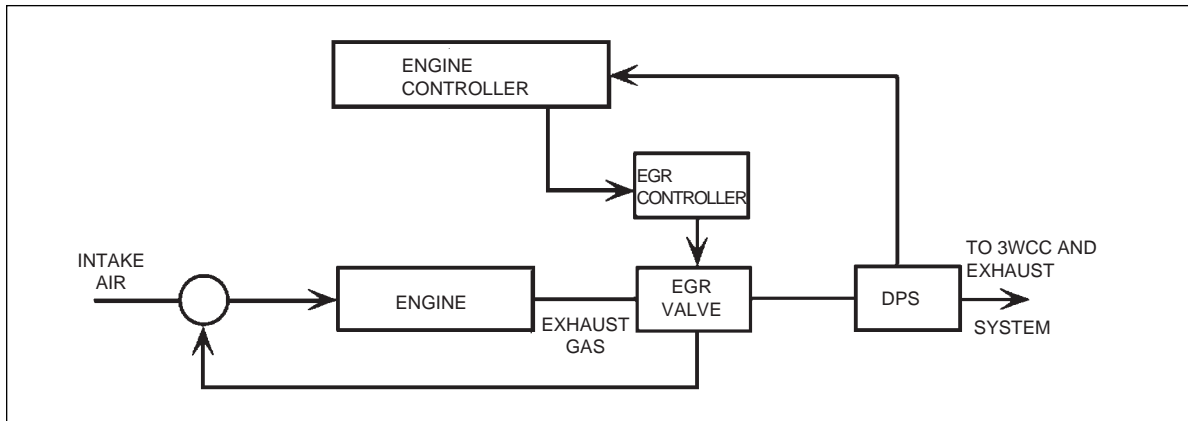 ENGINE
CONTROLLER
EGR
CONTROLLER
INTAKE
AIR
ENGINE
EXHAUST
GAS
EGR
VALVE
DPS
TO 3WCC AND
EXHAUST
SYSTEM